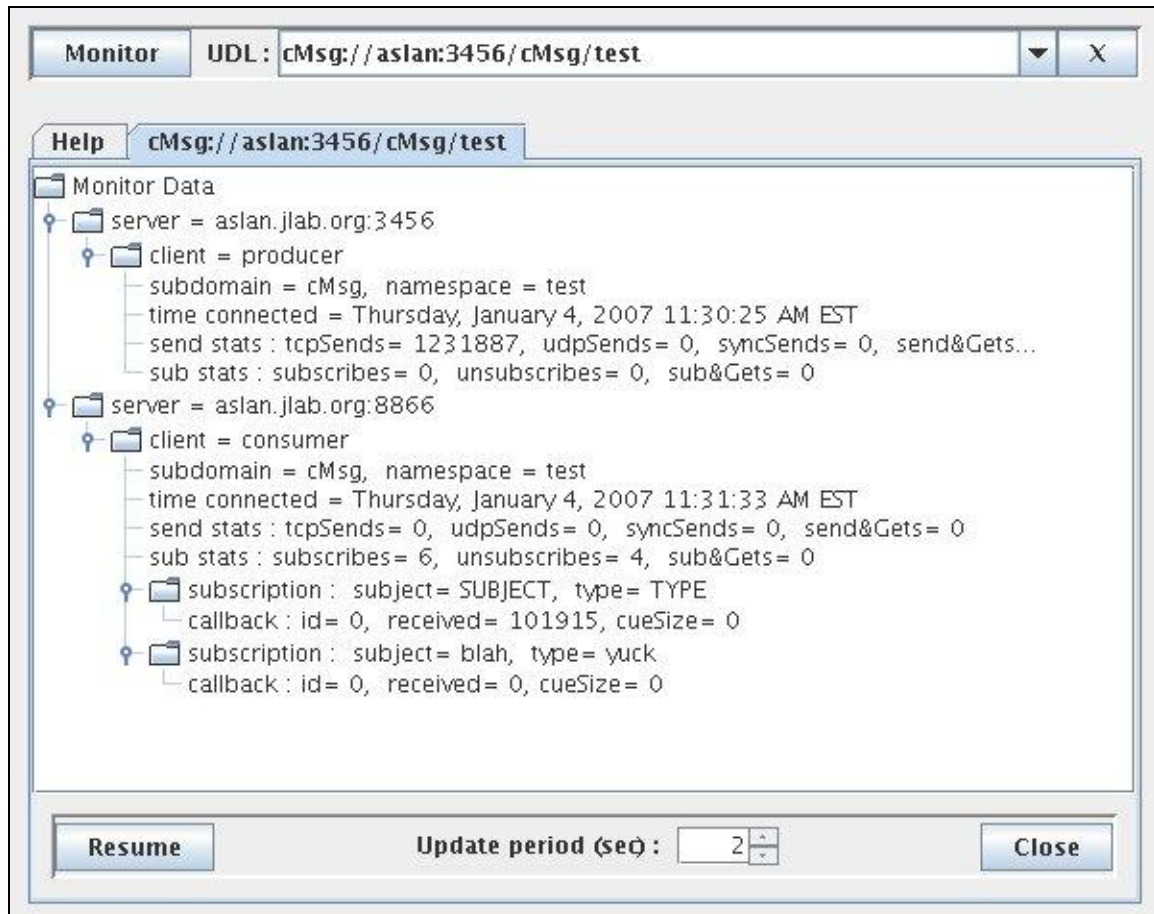 Monitor UDL : cMsg://aslan:3456/cMsg/test X
Help cMsg://aslan:3456/cMsg/test
Monitor Data
server = aslan.jlab.org:3456
client = producer
subdomain = cMsg, namespace = test
time connected = Thursday, January 4, 2007 11:30:25 AM EST
send stats : tcpSends= 1231887, udpSends= 0, syncSends= 0, send&Gets...
sub stats : subscribes= 0, unsubscribes= 0, sub&Gets= 0
server = aslan.jlab.org:8866
client = consumer
subdomain = cMsg, namespace = test
time connected = Thursday, January 4, 2007 11:31:33 AM EST
send stats : tcpSends= 0, udpSends= 0, syncSends= 0, send&Gets= 0
sub stats : subscribes= 6, unsubscribes= 4, sub&Gets= 0
subscription : subject= SUBJECT, type= TYPE
callback : id= 0, received= 101915, cueSize= 0
subscription : subject= blah, type= yuck
callback : id= 0, received= 0, cueSize= 0
Resume Update period (sec) : 2 Close